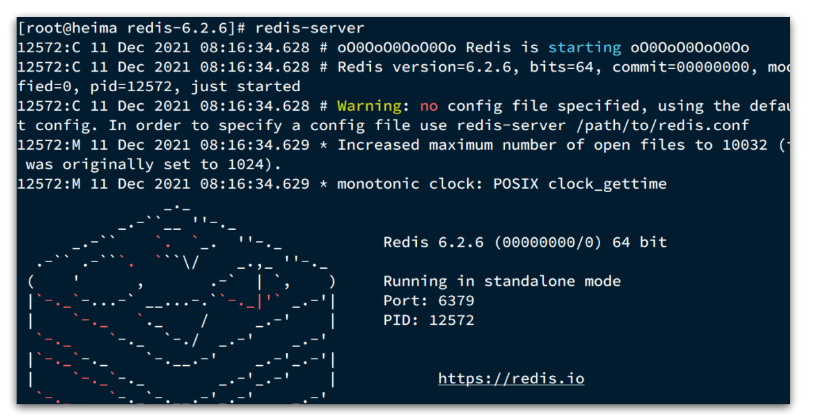 [root@heima redis-6.2.6]# redis-server
12572:C 11 Dec 2021 08:16:34.628 # oO0OoO0OoO0Oo Redis is starting oO0OoO0OoO0Oo
12572:C 11 Dec 2021 08:16:34.628 # Redis version=6.2.6, bits=64, commit=00000000, mod
fied=0, pid=12572, just started
12572:C 11 Dec 2021 08:16:34.628 # Warning: no config file specified, using the defau
t config. In order to specify a config file use redis-server /path/to/redis.conf
12572:M 11 Dec 2021 08:16:34.629 * Increased maximum number of open files to 10032 (
was originally set to 1024).
12572:M 11 Dec 2021 08:16:34.629 * monotonic clock: POSIX clock_gettime
Redis 6.2.6 (00000000/0) 64 bit
Running in standalone mode
Port: 6379
PID: 12572
https://redis.io